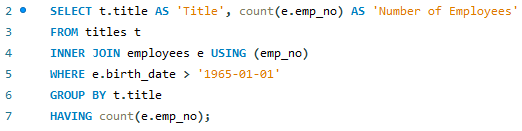 2 SELECT t.title AS 'Title', count(e.emp_no) AS 'Number of Employees'
3 FROM titles t
4 INNER JOIN employees e USING (emp_no)
5 WHERE e.birth_date > '1965-01-01'
6 GROUP BY t.title
7 HAVING count(e.emp_no);